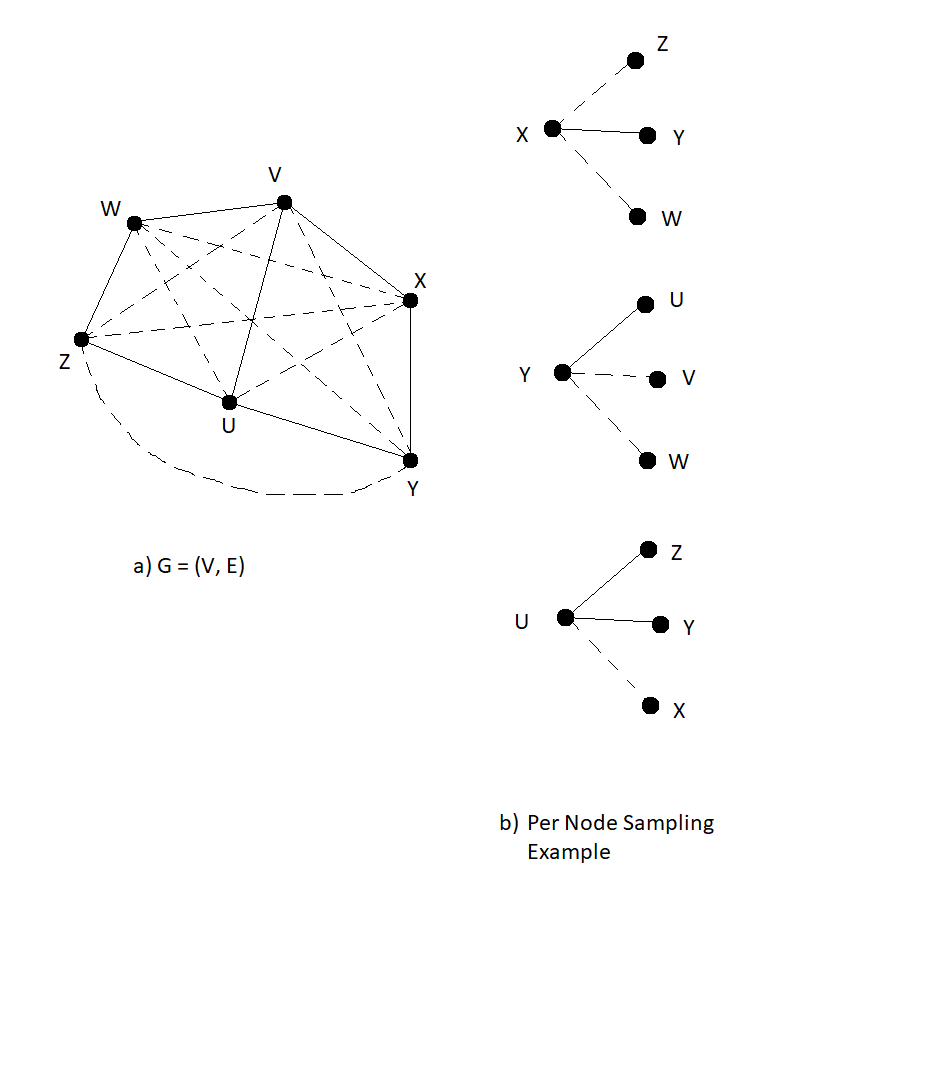 V
W
X
Z
U
Y
a) G = (V, E)
Z
X
Y
W
U
Y
V
W
Z
U
Y
X
b) Per Node Sampling
Example